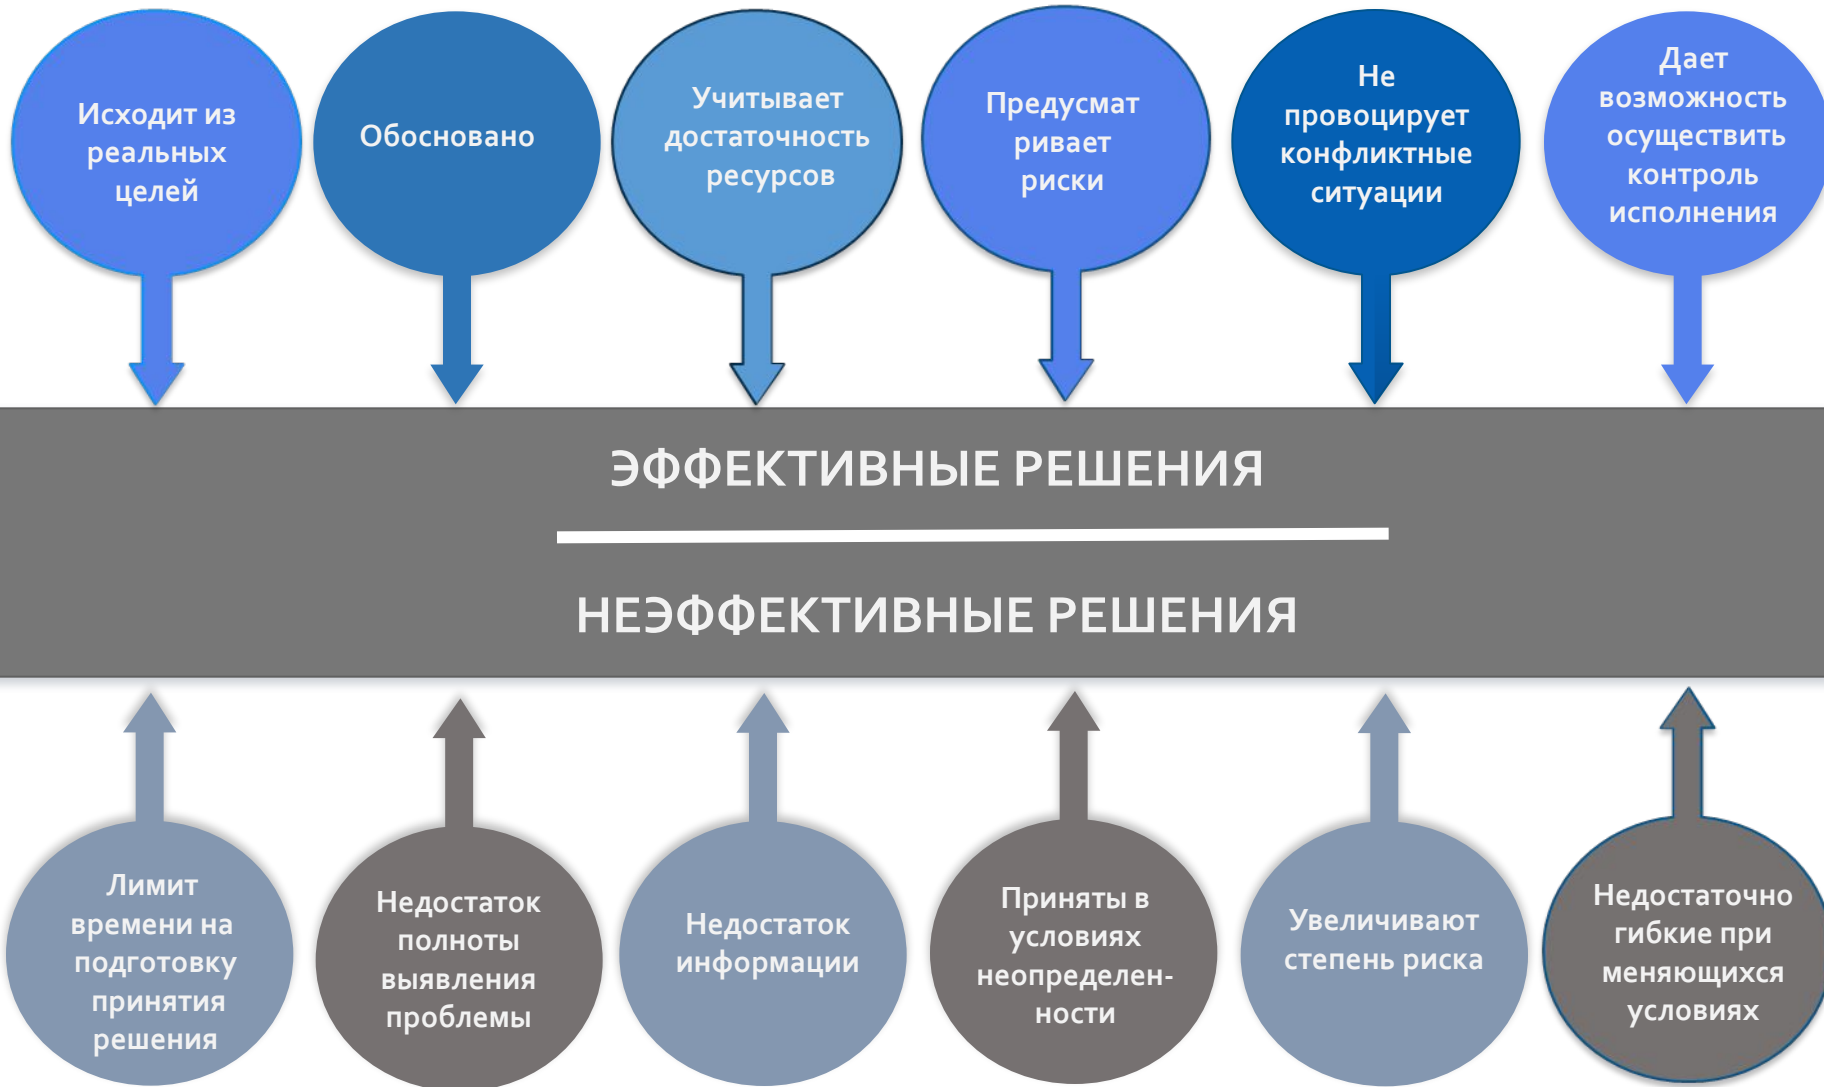 Исходит из
реальных
целей
Обосновано
Учитывает
достаточность
ресурсов
Предусмат
ривает
риски
Не
провоцирует
конфликтные
ситуации
Дает
возможность
осуществить
контроль
исполнения
ЭФФЕКТИВНЫЕ РЕШЕНИЯ
НЕЭФФЕКТИВНЫЕ РЕШЕНИЯ
Лимит
времени на
подготовку
принятия
решения
Недостаток
полноты
выявления
проблемы
Недостаток
информации
Приняты в
условиях
неопределен-
ности
Увеличивают
степень риска
Недостаточно
гибкие при
меняющихся
условиях